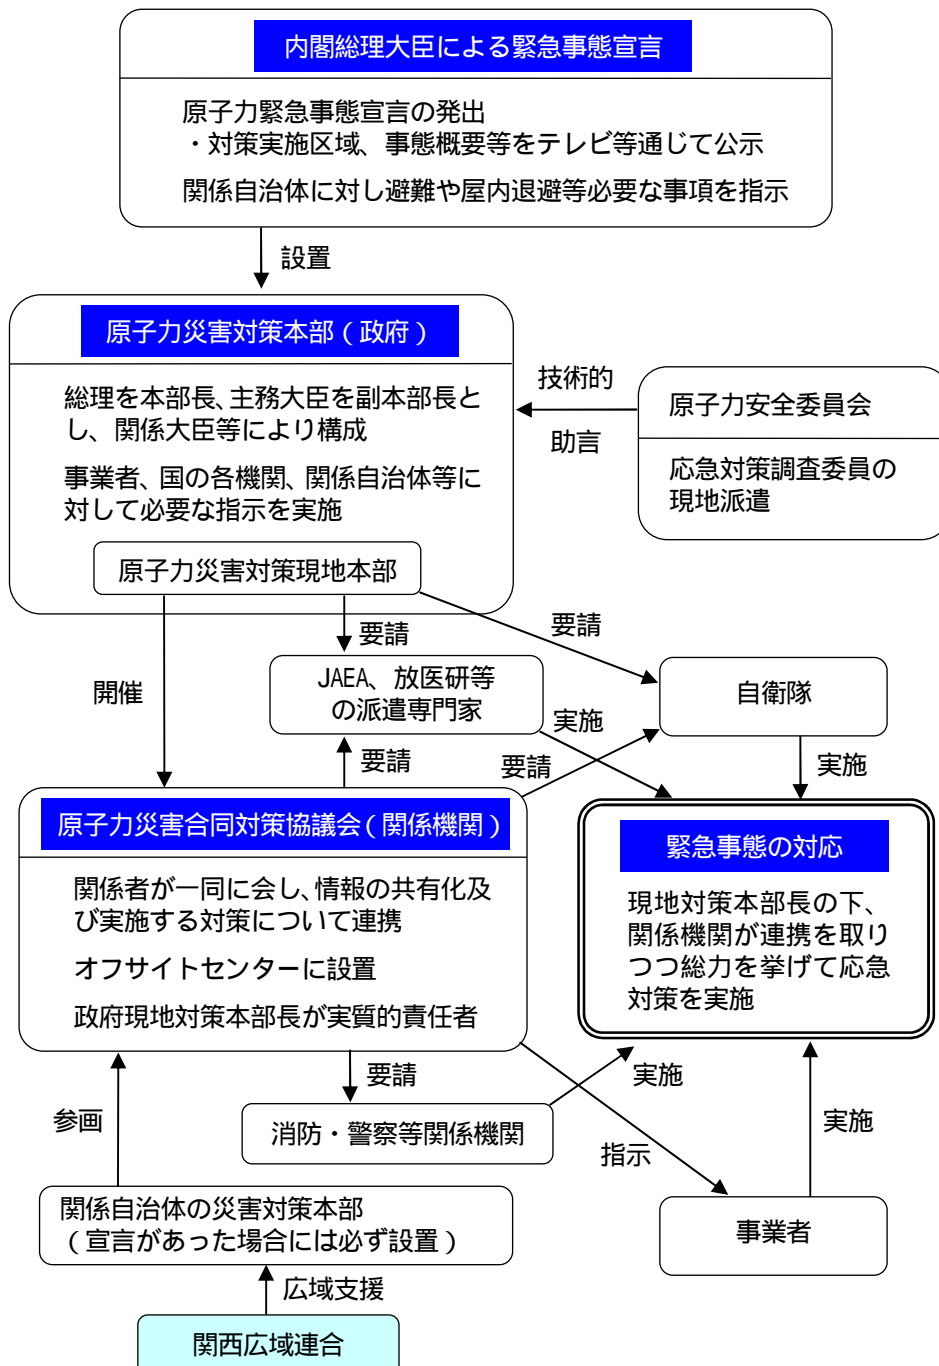 内閣総理大臣による緊急事態宣言
原子力緊急事態宣言の発出
・対策実施区域、事態概要等をテレビ等通じて公示
関係自治体に対し避難や屋内退避等必要な事項を指示
設置
原子力災害対策本部（政府）
総理を本部長、主務大臣を副本部長と
し、関係大臣等により構成
事業者、国の各機関、関係自治体等に
対して必要な指示を実施
原子力災害対策現地本部
技術的
助言
原子力安全委員会
応急対策調査委員の
現地派遣
開催
要請
要請
JAEA、放医研等
の派遣専門家
自衛隊
実施
要請
要請
実施
原子力災害合同対策協議会（関係機関）
関係者が一同に会し、情報の共有化及
び実施する対策について連携
オフサイトセンターに設置
政府現地対策本部長が実質的責任者
緊急事態の対応
現地対策本部長の下、
関係機関が連携を取り
つつ総力を挙げて応急
対策を実施
参画
要請
実施
消防・警察等関係機関
指示
実施
関係自治体の災害対策本部
（宣言があった場合には必ず設置）
事業者
広域支援
関西広域連合